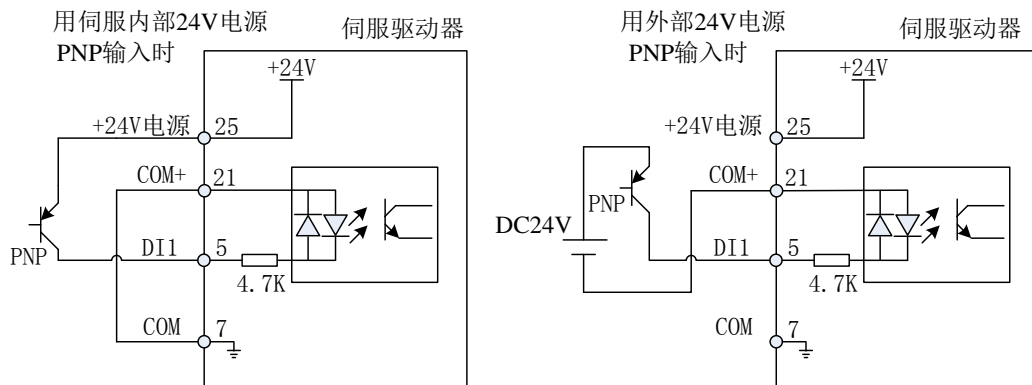 用伺服内部24V电源
PNP输入时
伺服驱动器
+24V
+24V电源
25
COM+
21
PNP
DI1
5
4.7K
COM
7
用外部24V电源
PNP输入时
伺服驱动器
+24V
+24V电源
25
COM+
21
PNP
DC24V
DI1
5
4.7K
COM
7